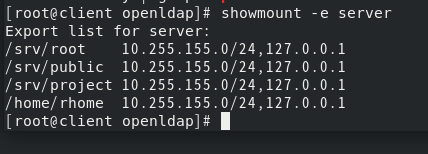 [root@client openldap]# showmount -e server
Export list for server:
/srv/root    10.255.155.0/24,127.0.0.1
/srv/public  10.255.155.0/24,127.0.0.1
/srv/project 10.255.155.0/24,127.0.0.1
/home/rhome  10.255.155.0/24,127.0.0.1
[root@client openldap]#